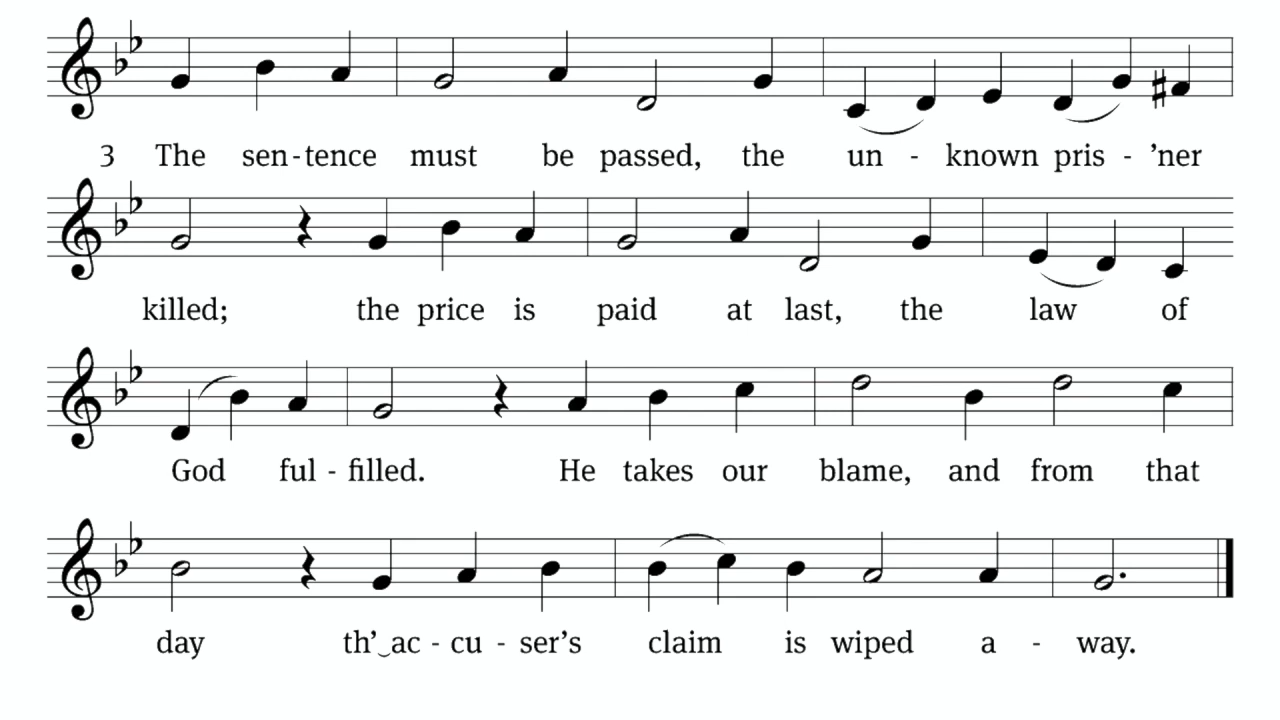 3 The sen-tence must be passed, the un - known pris - ’ner
killed; the price is paid at last, the law of
God ful - filled. He takes our blame, and from that
day th’‿ac - cu - ser’s claim is wiped a - way.